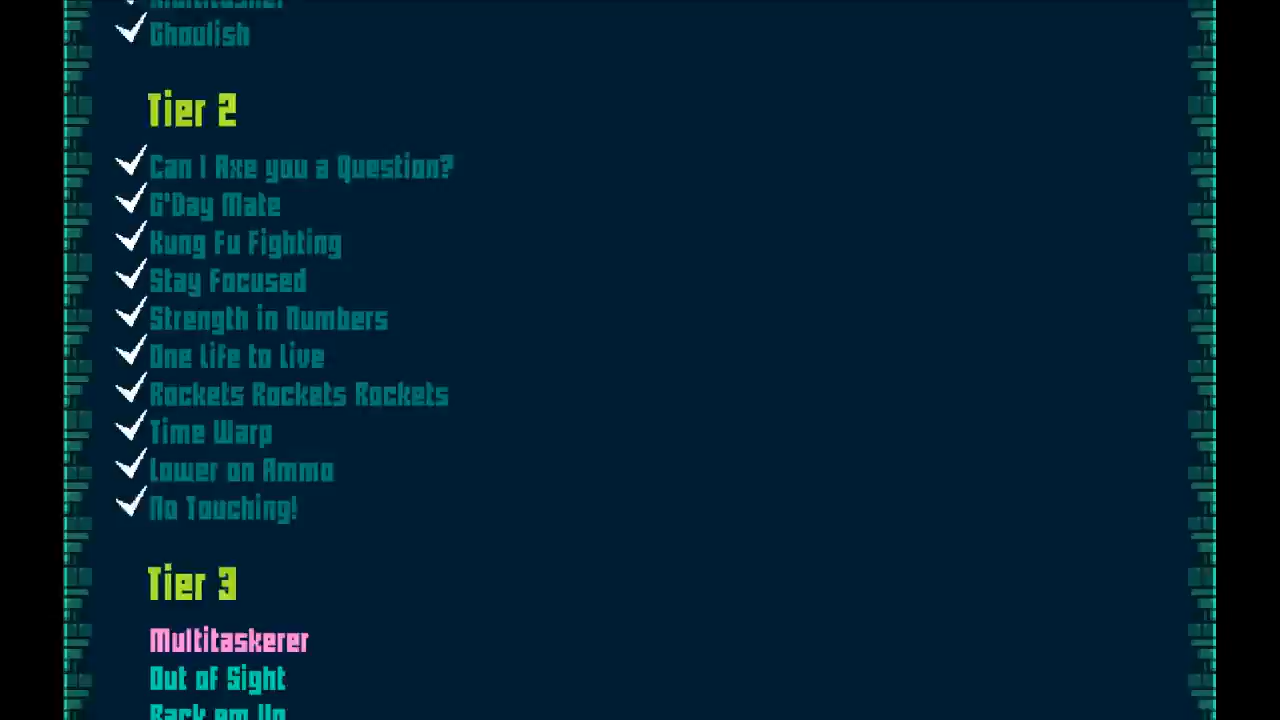 Multitasker
Ghoulish
Tier 2
Can I Axe you a Question?
G'Day Mate
Kung Fu Fighting
Stay Focused
Strength in Numbers
One Life to Live
Rockets Rockets Rockets
Time Warp
Lower on Ammo
No Touching!
Tier 3
Multitaskerer
Out of Sight